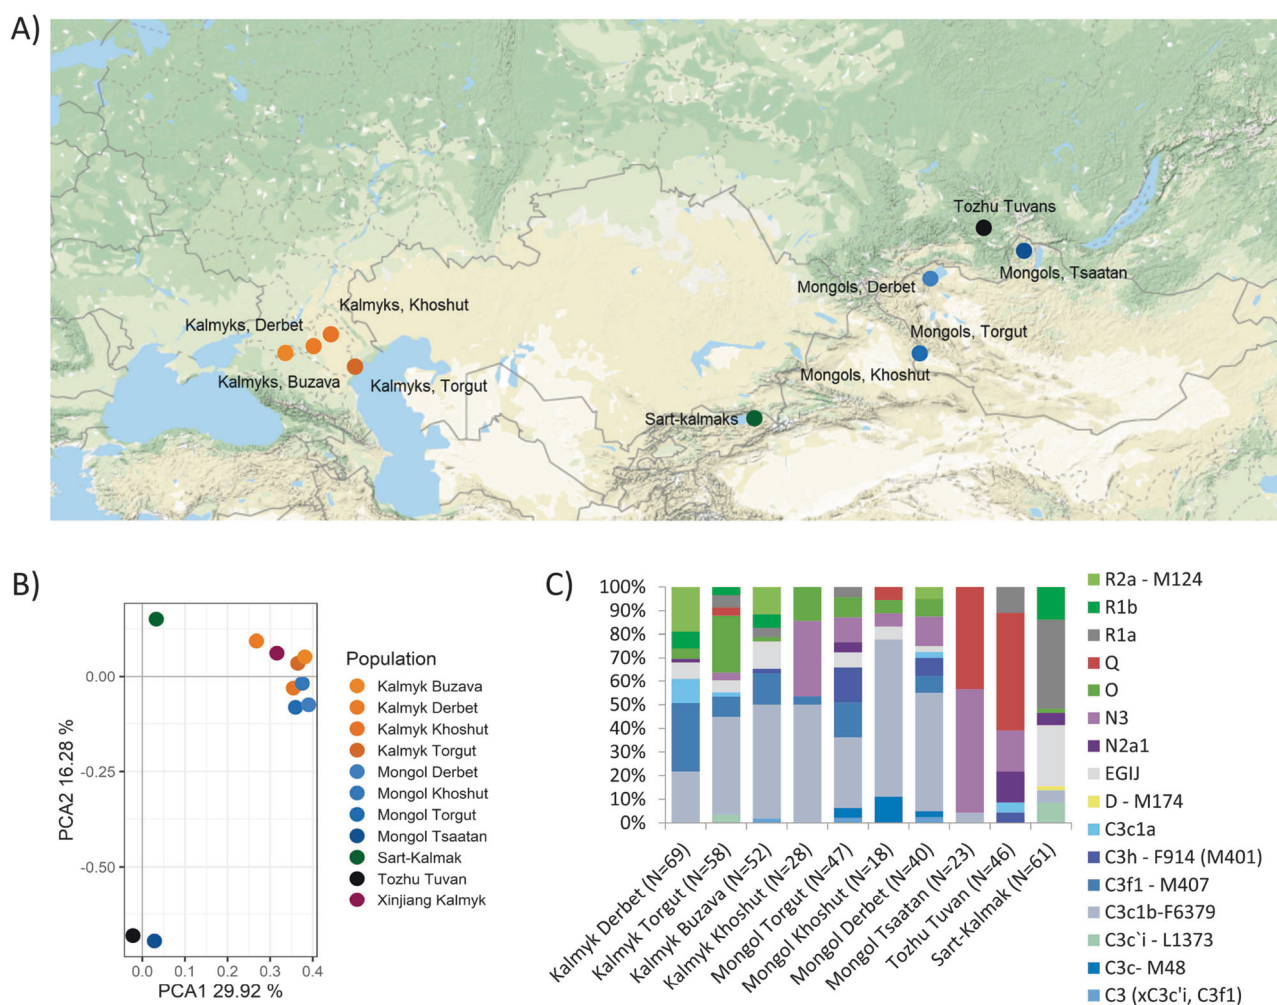 A)
Tozhu Tuvans
Mongols, Tsaatan
Mongols, Derbet
Kalmyks, Khoshut
Kalmyks, Derbet
Mongols, Torgut
Kalmyks, Buzava
Kalmyks, Torgut
Mongols, Khoshut
Sart-kalmaks
B)
0.00
-0.25
-0.50
PCA2 16.28 %
0.0 0.1 0.2 0.3 0.4
PCA1 29.92 %
Population
Kalmyk Buzava
Kalmyk Derbet
Kalmyk Khoshut
Kalmyk Torgut
Mongol Derbet
Mongol Khoshut
Mongol Torgut
Mongol Tsaatan
Sart-Kalmak
Tozhu Tuvan
Xinjiang Kalmyk
C)
100%
90%
80%
70%
60%
50%
40%
30%
20%
10%
0%
Kalmyk Derbet (N=69)
Kalmyk Torgut (N=58)
Kalmyk Buzava (N=52)
Kalmyk Khoshut (N=28)
Mongol Torgut (N=47)
Mongol Khoshut (N=18)
Mongol Derbet (N=40)
Mongol Tsaatan (N=23)
Tozhu Tuvan (N=46)
Sart-Kalmak (N=61)
R2a - M124
R1b
R1a
Q
O
N3
N2a1
EGIJ
D - M174
C3c1a
C3h - F914 (M401)
C3f1 - M407
C3c1b-F6379
C3c`i - L1373
C3c- M48
C3 (xC3c'i, C3f1)